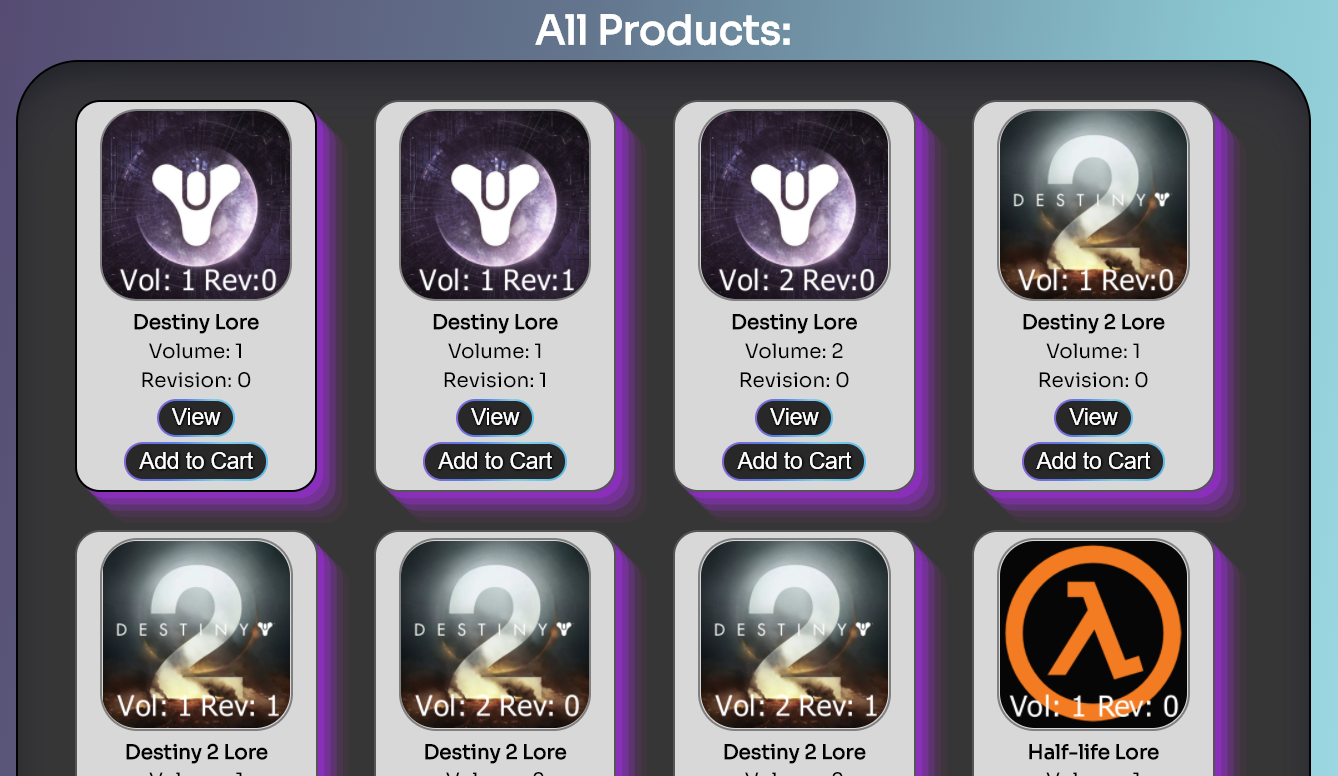 All Products:
Vol: 1 Rev:0
Destiny Lore
Volume: 1
Revision: 0
View
Add to Cart
Vol: 1 Rev:1
Destiny Lore
Volume: 1
Revision: 1
View
Add to Cart
Vol: 2 Rev:0
Destiny Lore
Volume: 2
Revision: 0
View
Add to Cart
2
DESTINY
Vol: 1 Rev:0
Destiny 2 Lore
Volume: 1
Revision: 0
View
Add to Cart
2
DESTINY
Vol: 1 Rev: 1
Destiny 2 Lore
2
DESTINY
Vol: 2 Rev: 0
Destiny 2 Lore
2
DESTINY
Vol: 2 Rev: 1
Destiny 2 Lore
λ
Vol: 1 Rev: 0
Half-life Lore